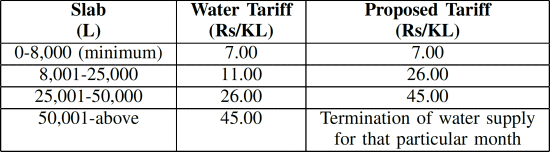 Slab Water Tariff Proposed Tariff
(L) (Rs/KL) (Rs/KL)
0-8,000 (minimum) 7.00 7.00
8,001-25,000 11.00 26.00
25,001-50,000 26.00 45.00
50,001-above 45.00 Termination of water supply
for that particular month